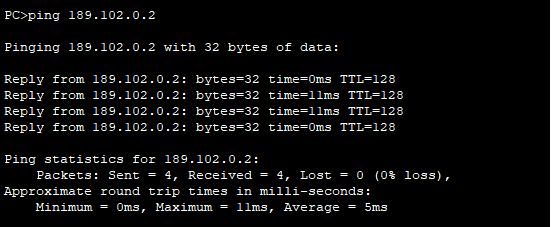 PC>ping 189.102.0.2
Pinging 189.102.0.2 with 32 bytes of data:
Reply from 189.102.0.2: bytes=32 time=0ms TTL=128
Reply from 189.102.0.2: bytes=32 time=11ms TTL=128
Reply from 189.102.0.2: bytes=32 time=11ms TTL=128
Reply from 189.102.0.2: bytes=32 time=0ms TTL=128
Ping statistics for 189.102.0.2:
Packets: Sent = 4, Received = 4, Lost = 0 (0% loss),
Approximate round trip times in milli-seconds:
Minimum = 0ms, Maximum = 11ms, Average = 5ms